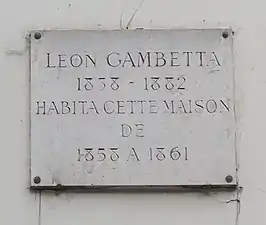 LEON GAMBETTA
1838 - 1882
HABITA CETTE MAISON
DE
1858 A 1861